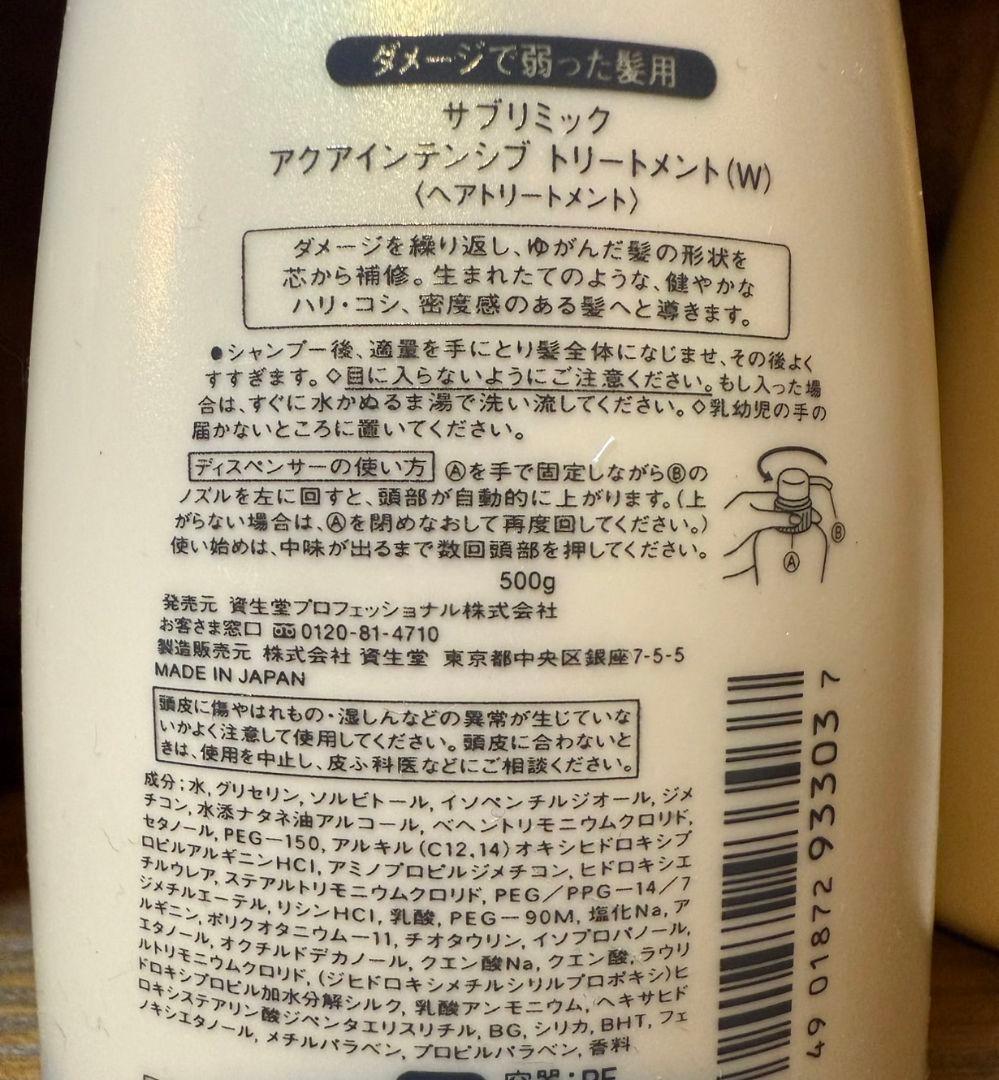 ダメージで弱った髪用
サブリミック
アクアインテンシブ トリートメント(W)
〈ヘアトリートメント〉
ダメージを繰り返し、ゆがんだ髪の形状を
芯から補修。生まれたてのような、健やかな
ハリ・コシ、密度感のある髪へと導きます。
●シャンプー後、適量を手にとり髪全体になじませ、その後よく
すすぎます。◇目に入らないようにご注意ください。もし入った場
合は、すぐに水かぬるま湯で洗い流してください。◇乳幼児の手の
届かないところに置いてください。
ディスペンサーの使い方 Ⓐを手で固定しながらⒷの
ノズルを左に回すと、頭部が自動的に上がります。(上
がらない場合は、Ⓐを閉めなおして再度回してください。)
使い始めは、中味が出るまで数回頭部を押してください。
Ⓑ
Ⓐ
500g
発売元 資生堂プロフェッショナル株式会社
お客さま窓口 0120-81-4710
製造販売元 株式会社 資生堂 東京都中央区銀座7-5-5
MADE IN JAPAN
頭皮に傷やはれもの・湿しんなどの異常が生じていな
いかよく注意して使用してください。頭皮に合わないと
きは、使用を中止し、皮ふ科医などにご相談ください。
成分:水, グリセリン, ソルビトール, イソペンチルジオール, ジメ
チコン, 水添ナタネ油アルコール, ベヘントリモニウムクロリド,
セタノール, PEG-150, アルキル(C12,14)オキシヒドロキシプ
ロピルアルギニンHCl, アミノプロピルジメチコン, ヒドロキシエ
チルウレア, ステアルトリモニウムクロリド, PEG/PPG-14/7
ジメチルエーテル, リシンHCl, 乳酸, PEG-90M, 塩化Na, ア
ルギニン, ポリクオタニウム-11, チオタウリン, イソプロパノール,
エタノール, オクチルドデカノール, クエン酸Na, クエン酸, ラウリ
ルトリモニウムクロリド, (ジヒドロキシメチルシリルプロポキシ)ヒ
ドロキシプロピル加水分解シルク, 乳酸アンモニウム, ヘキサヒド
ロキシステアリン酸ジペンタエリスリチル, BG, シリカ, BHT, フェ
ノキシエタノール, メチルパラベン, プロピルパラベン, 香料
容器:PE
49 01872 93303 7